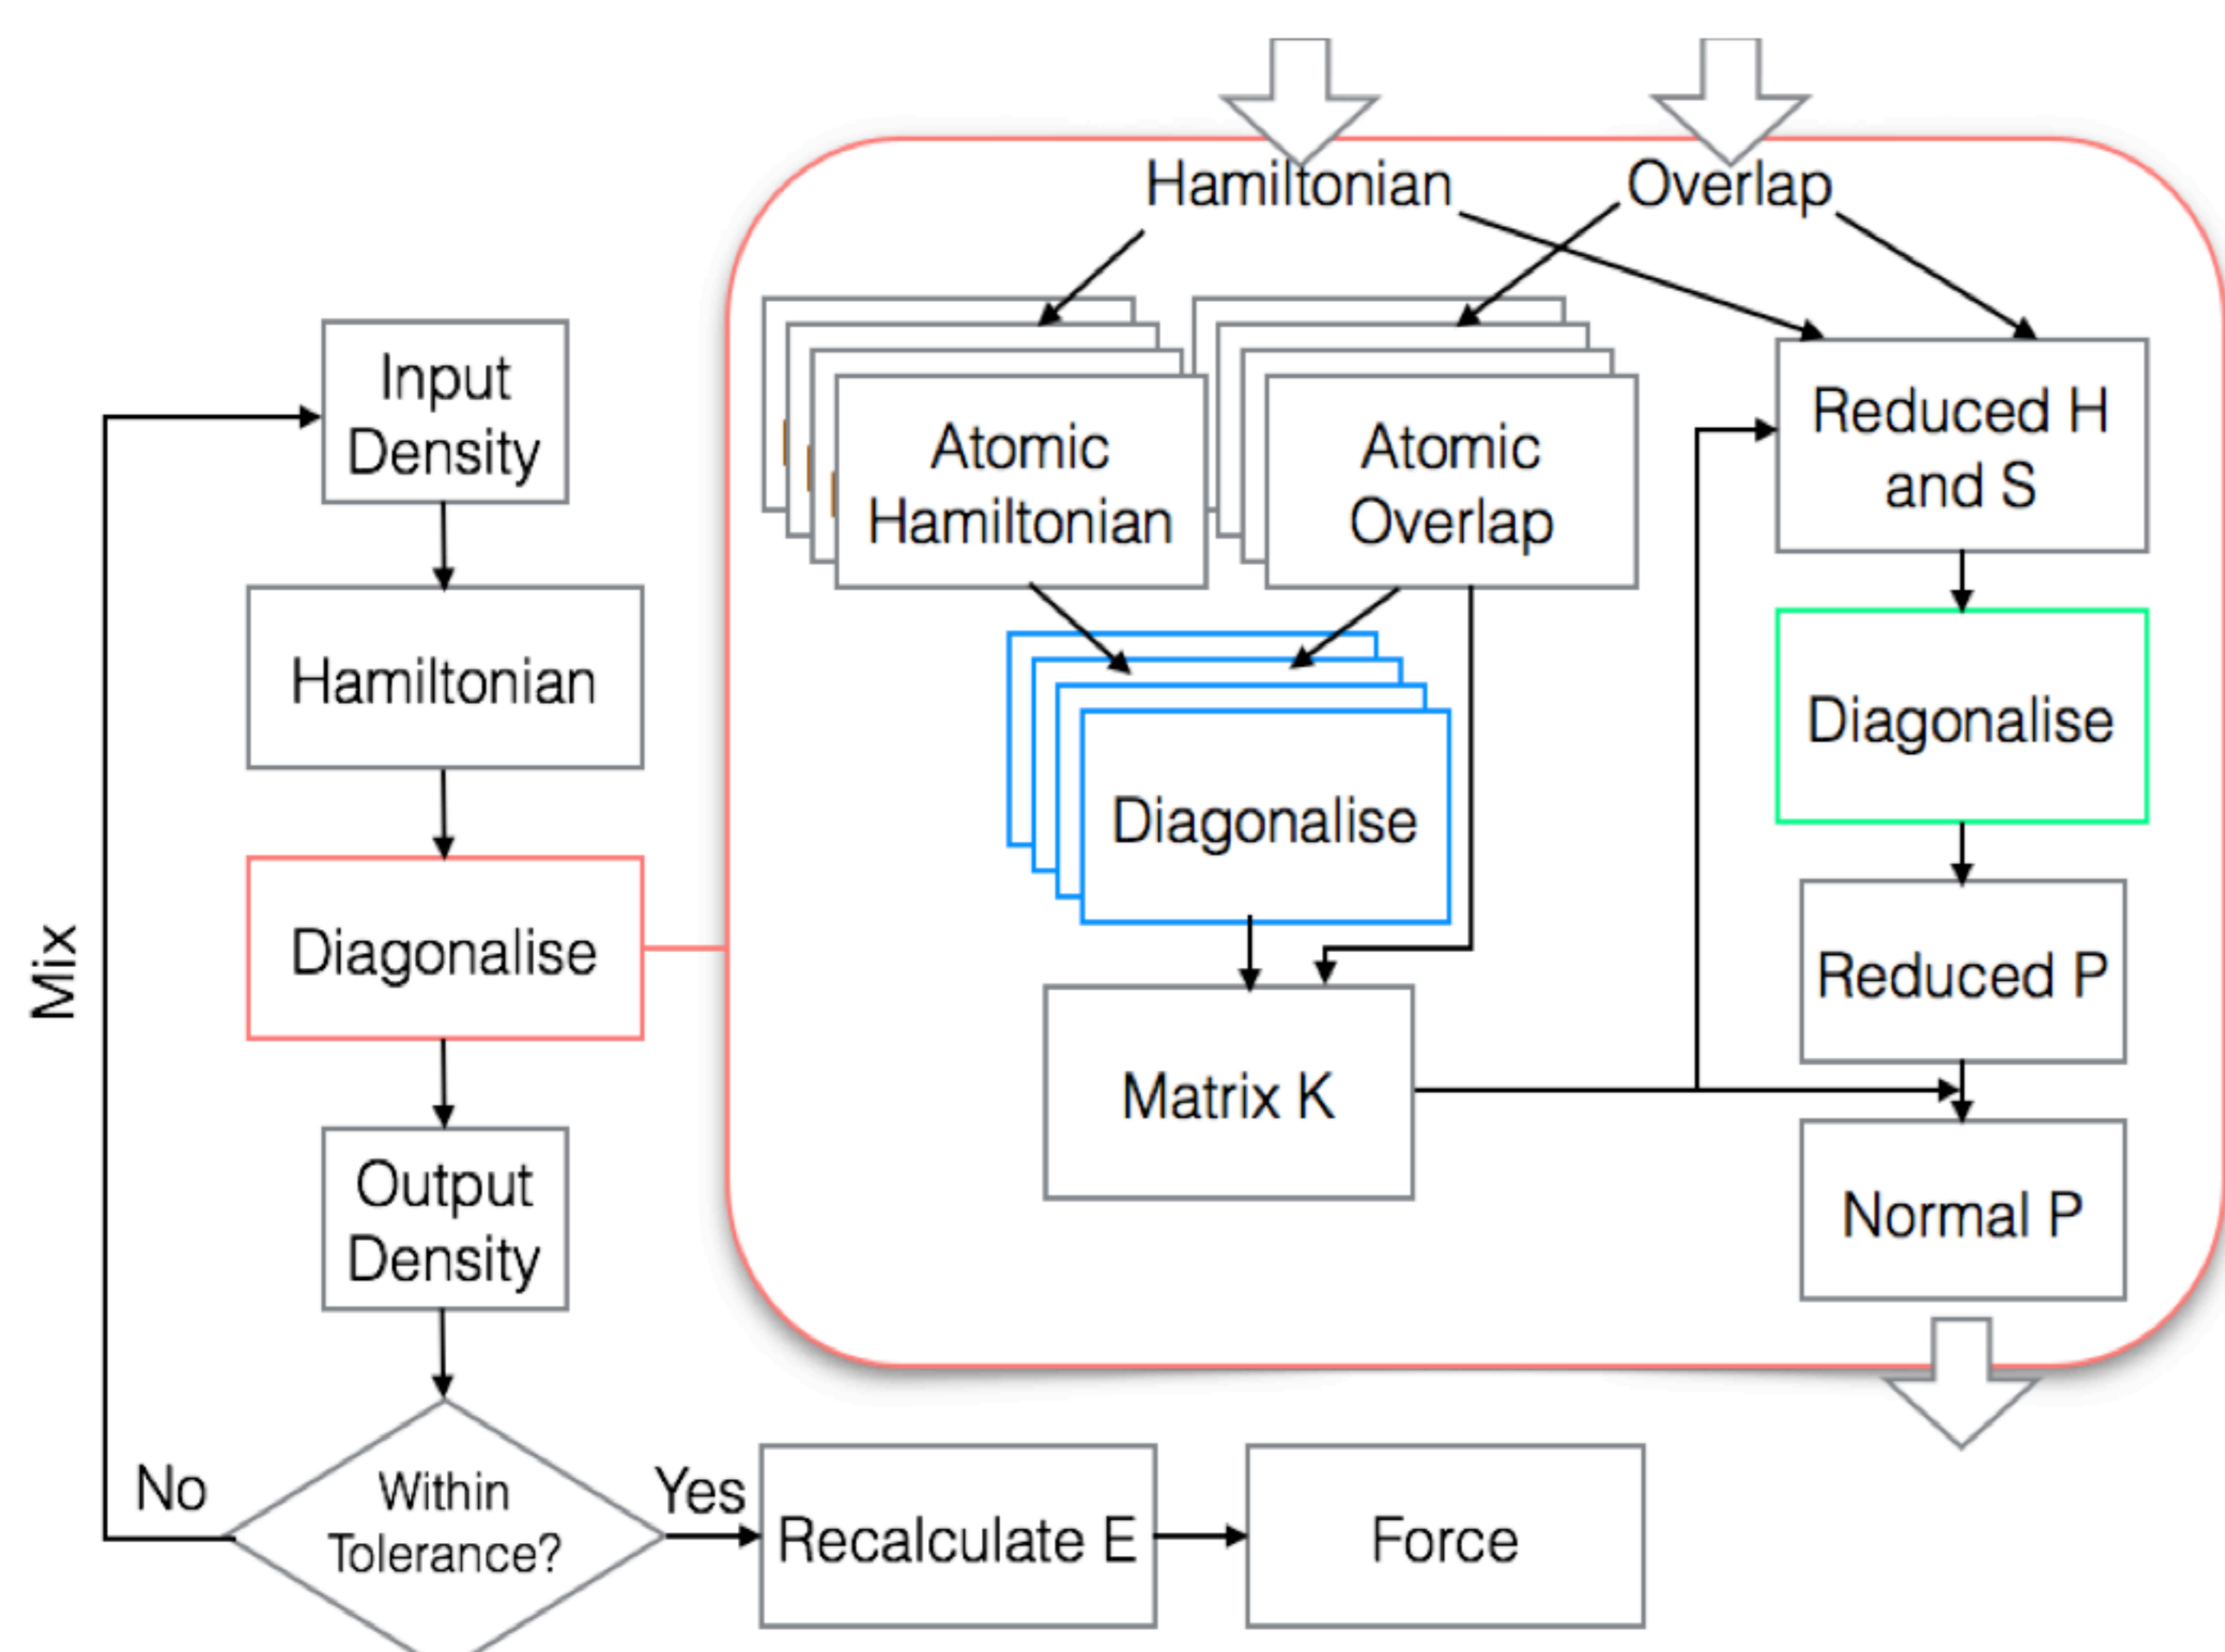 Hamiltonian
Overlap
Input
Density
Hamiltonian
Diagonalise
Output
Density
Within
Tolerance?
Mix
No
Yes
Recalculate E
Force
Atomic
Hamiltonian
Atomic
Overlap
Diagonalise
Matrix K
Reduced H
and S
Diagonalise
Reduced P
Normal P